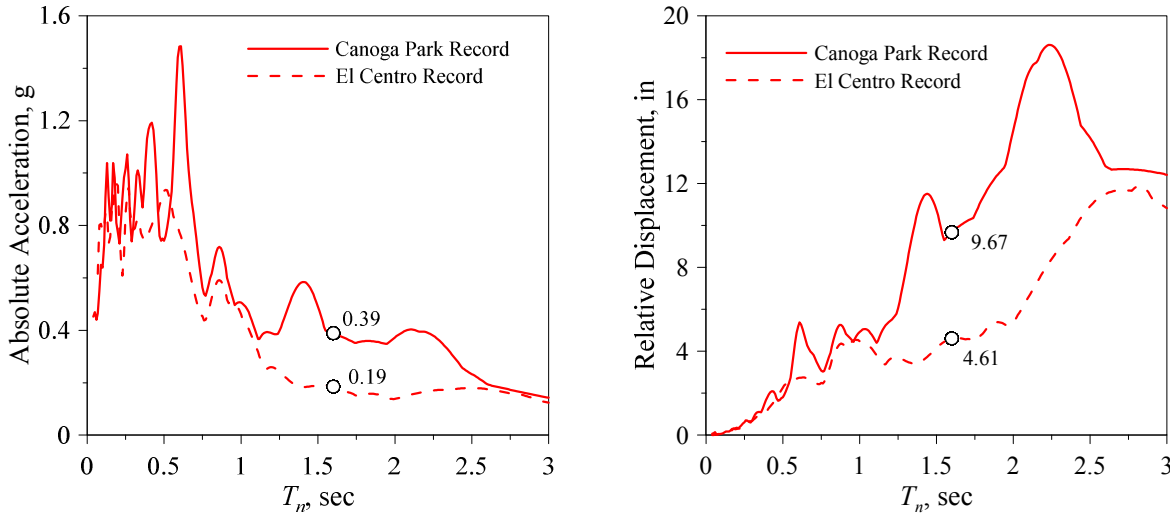 Absolute Acceleration, g
1.6
1.2
0.8
0.4
0
Canoga Park Record
El Centro Record
0.39
0.19
0 0.5 1 1.5 2 2.5 3
Tn, sec
Relative Displacement, in
20
16
12
8
4
0
Canoga Park Record
El Centro Record
9.67
4.61
0 0.5 1 1.5 2 2.5 3
Tn, sec